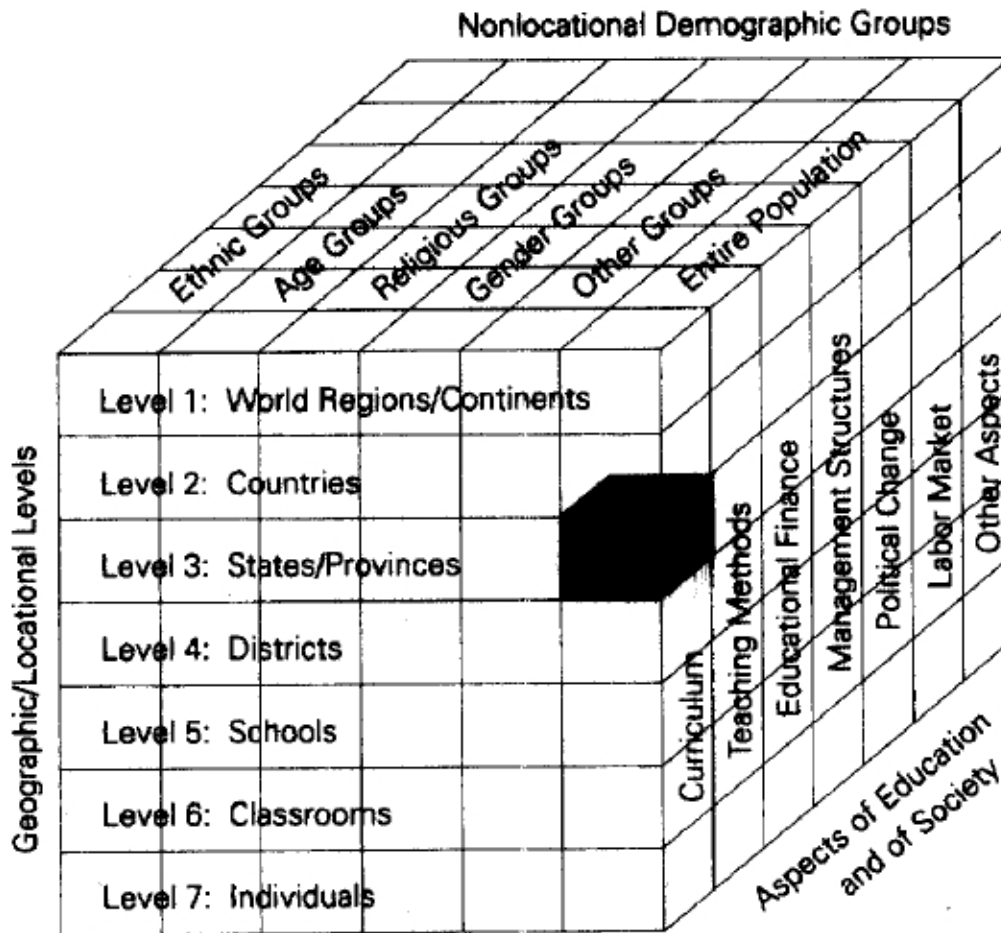 Nonlocational Demographic Groups
Ethnic Groups
Age Groups
Religious Groups
Gender Groups
Other Groups
Entire Population
Geographic/Locational Levels
Level 1: World Regions/Continents
Level 2: Countries
Level 3: States/Provinces
Level 4: Districts
Level 5: Schools
Level 6: Classrooms
Level 7: Individuals
Curriculum
Teaching Methods
Educational Finance
Management Structures
Political Change
Labor Market
Other Aspects
Aspects of Education
and of Society